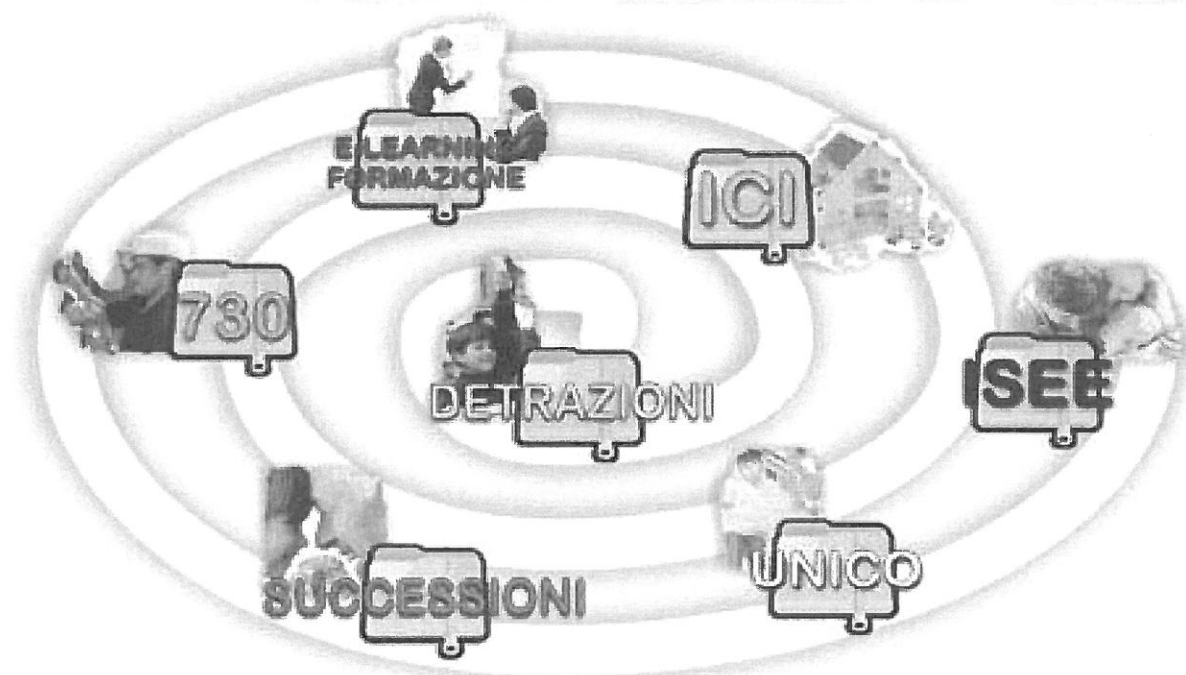 E-LEARNING
FORMAZIONE
ICI
730
ISEE
DETRAZIONI
UNICO
SUCCESSIONI